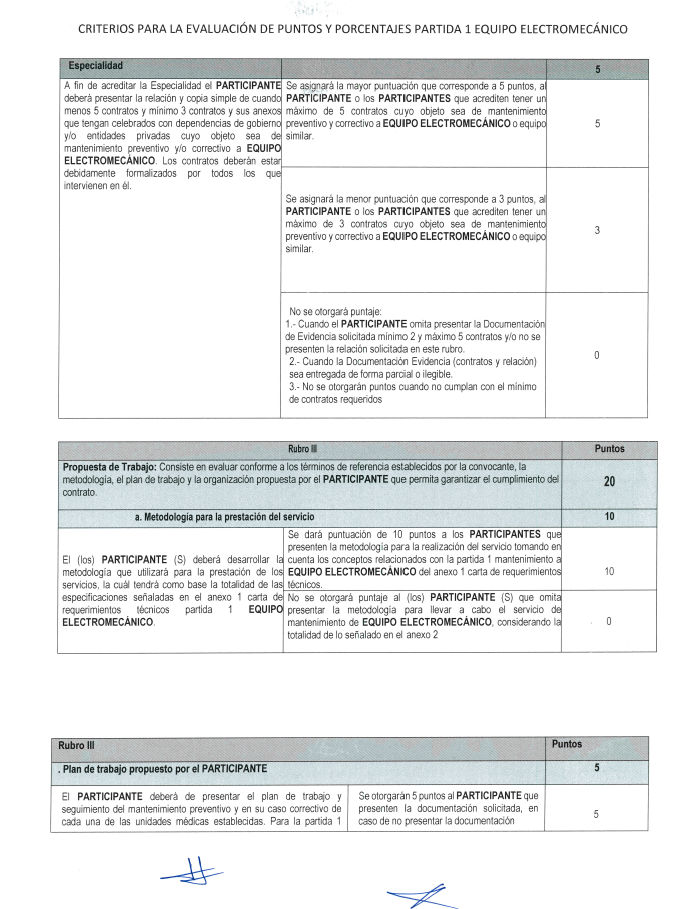 CRITERIOS PARA LA EVALUACIÓN DE PUNTOS Y PORCENTAJES PARTIDA 1 EQUIPO ELECTROMECÁNICO
Especialidad
5
A fin de acreditar la Especialidad el PARTICIPANTE
deberá presentar la relación y copia simple de cuando
menos 5 contratos y mínimo 3 contratos y sus anexos
que tengan celebrados con dependencias de gobierno
y/o entidades privadas cuyo objeto sea de
mantenimiento preventivo y/o correctivo a EQUIPO
ELECTROMECÁNICO. Los contratos deberán estar
debidamente formalizados por todos los que
intervienen en él.
Se asignará la mayor puntuación que corresponde a 5 puntos, al
PARTICIPANTE o los PARTICIPANTES que acrediten tener un
máximo de 5 contratos cuyo objeto sea de mantenimiento
preventivo y correctivo a EQUIPO ELECTROMECÁNICO o equipo
similar.
5
Se asignará la menor puntuación que corresponde a 3 puntos, al
PARTICIPANTE o los PARTICIPANTES que acrediten tener un
máximo de 3 contratos cuyo objeto sea de mantenimiento
preventivo y correctivo a EQUIPO ELECTROMECÁNICO o equipo
similar.
3
No se otorgará puntaje:
1.- Cuando el PARTICIPANTE omita presentar la Documentación
de Evidencia solicitada mínimo 2 y máximo 5 contratos y/o no se
presenten la relación solicitada en este rubro.
2.- Cuando la Documentación Evidencia (contratos y relación)
sea entregada de forma parcial o ilegible.
3.- No se otorgarán puntos cuando no cumplan con el mínimo
de contratos requeridos
0
Rubro III
Puntos
Propuesta de Trabajo: Consiste en evaluar conforme a los términos de referencia establecidos por la convocante, la
metodología, el plan de trabajo y la organización propuesta por el PARTICIPANTE que permita garantizar el cumplimiento del
contrato.
20
a. Metodología para la prestación del servicio
10
El (los) PARTICIPANTE (S) deberá desarrollar la
metodología que utilizará para la prestación de los
servicios, la cuál tendrá como base la totalidad de las
especificaciones señaladas en el anexo 1 carta de
requerimientos técnicos partida 1 EQUIPO
ELECTROMECÁNICO.
Se dará puntuación de 10 puntos a los PARTICIPANTES que
presenten la metodología para la realización del servicio tomando en
cuenta los conceptos relacionados con la partida 1 mantenimiento a
EQUIPO ELECTROMECÁNICO del anexo 1 carta de requerimientos
técnicos.
10
No se otorgará puntaje al (los) PARTICIPANTE (S) que omita
presentar la metodología para llevar a cabo el servicio de
mantenimiento de EQUIPO ELECTROMECÁNICO, considerando la
totalidad de lo señalado en el anexo 2
0
Rubro III
Puntos
. Plan de trabajo propuesto por el PARTICIPANTE
5
El PARTICIPANTE deberá de presentar el plan de trabajo y
seguimiento del mantenimiento preventivo y en su caso correctivo de
cada una de las unidades médicas establecidas. Para la partida 1
Se otorgarán 5 puntos al PARTICIPANTE que
presenten la documentación solicitada, en
caso de no presentar la documentación
5